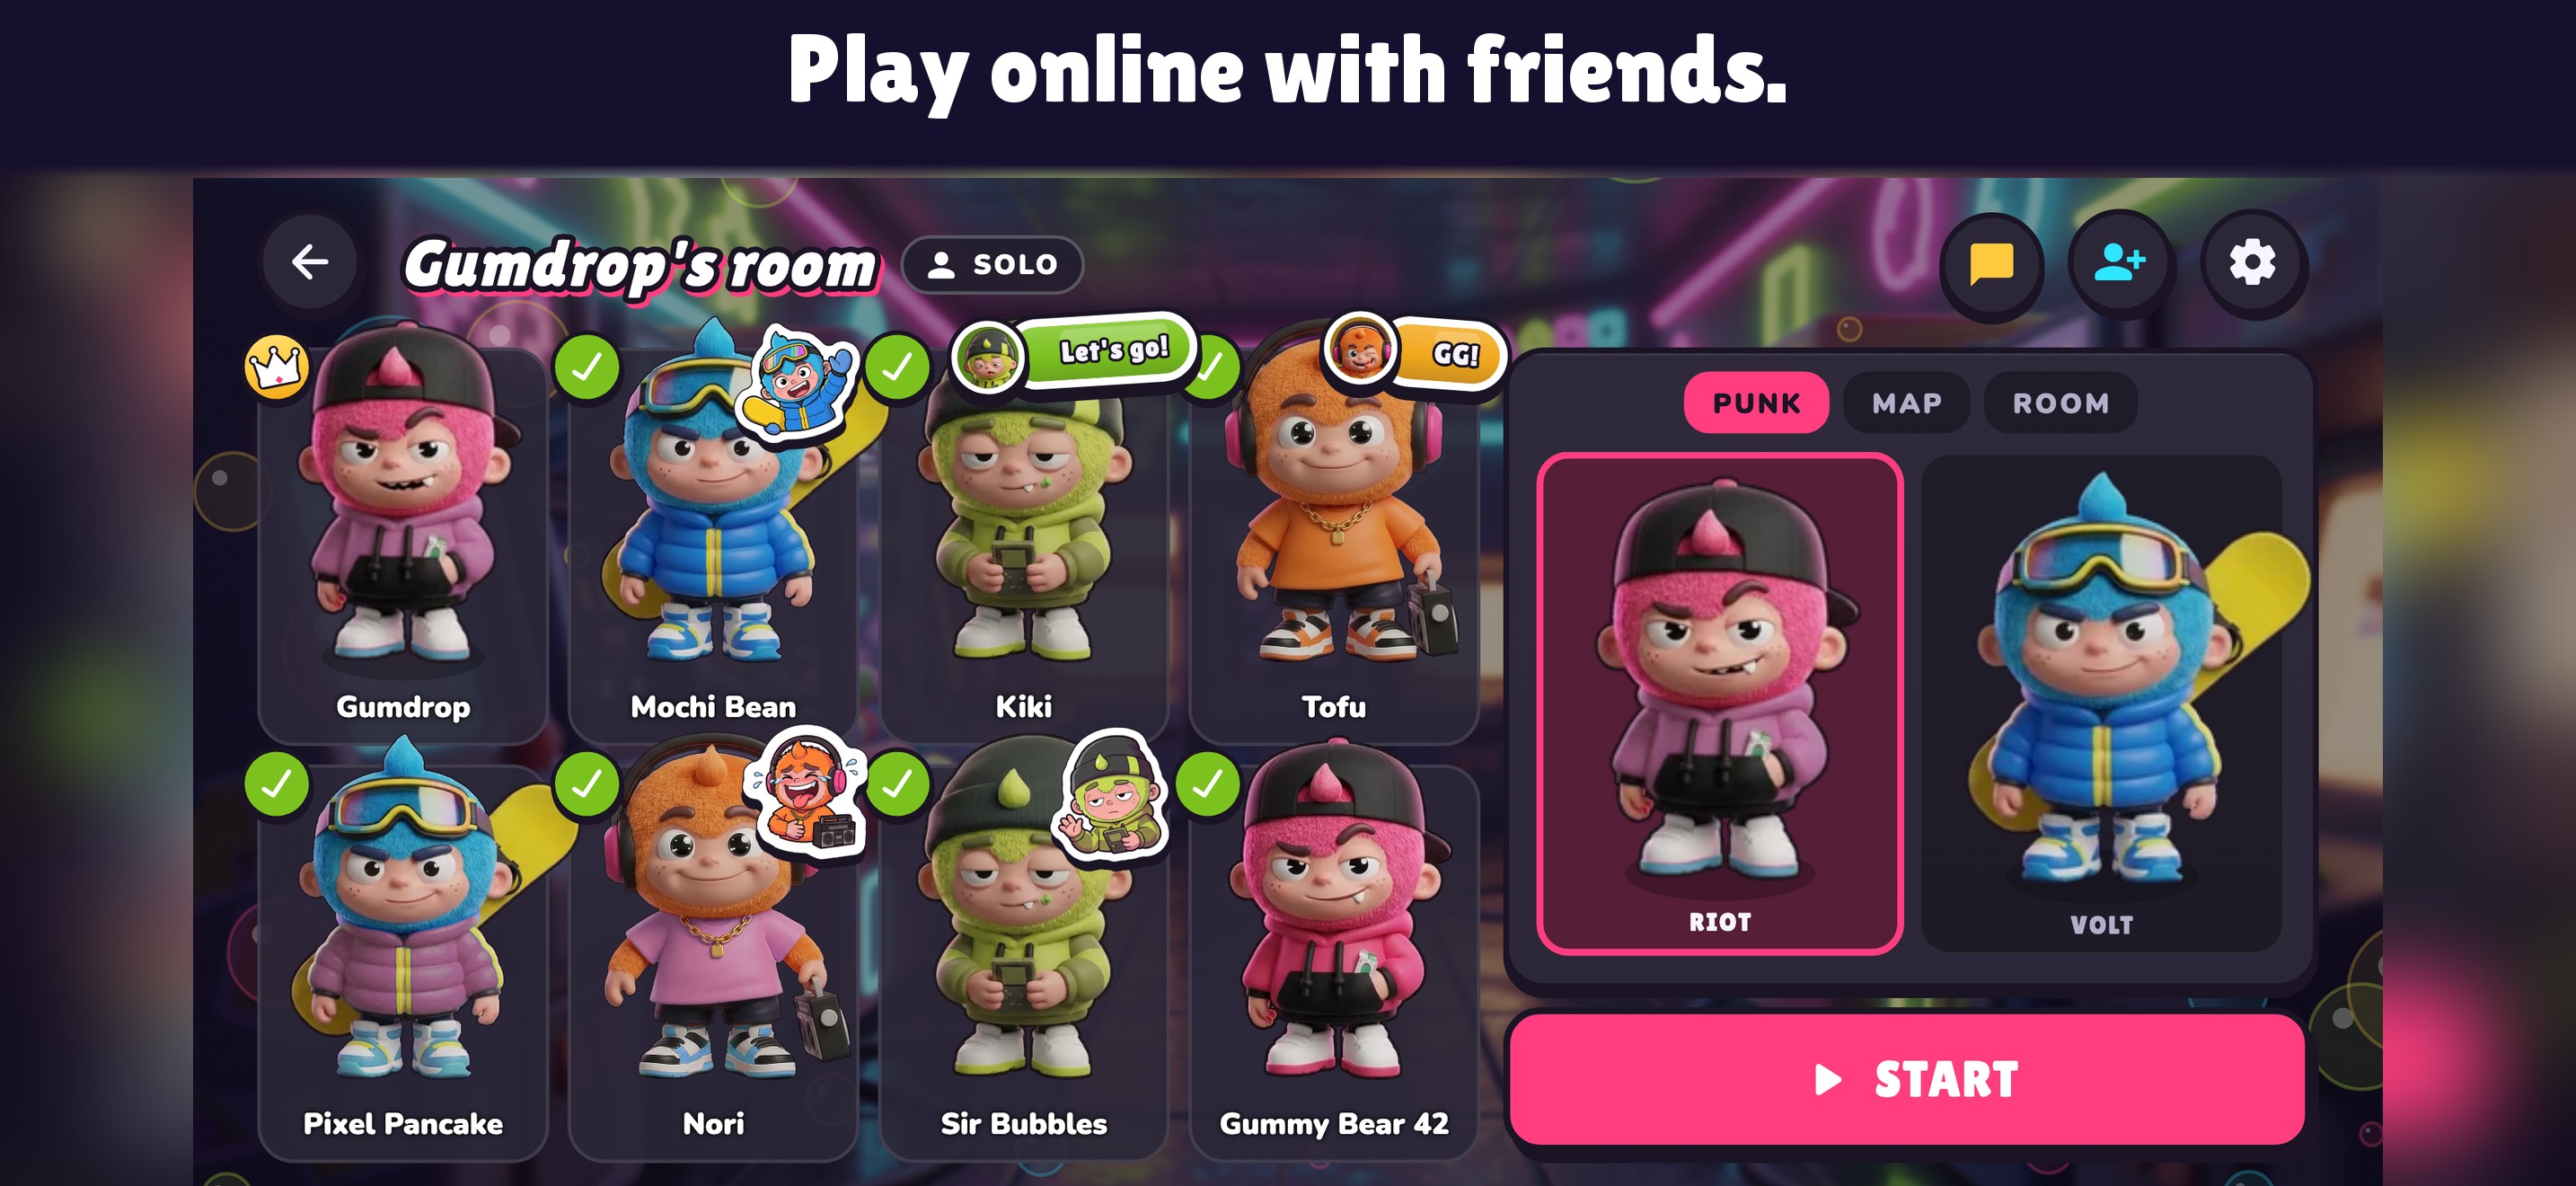 Play online with friends.
Gumdrop's room
SOLO
Let's go!
GG!
Gumdrop
Mochi Bean
Kiki
Tofu
Pixel Pancake
Nori
Sir Bubbles
Gummy Bear 42
PUNK
MAP
ROOM
RIOT
VOLT
START